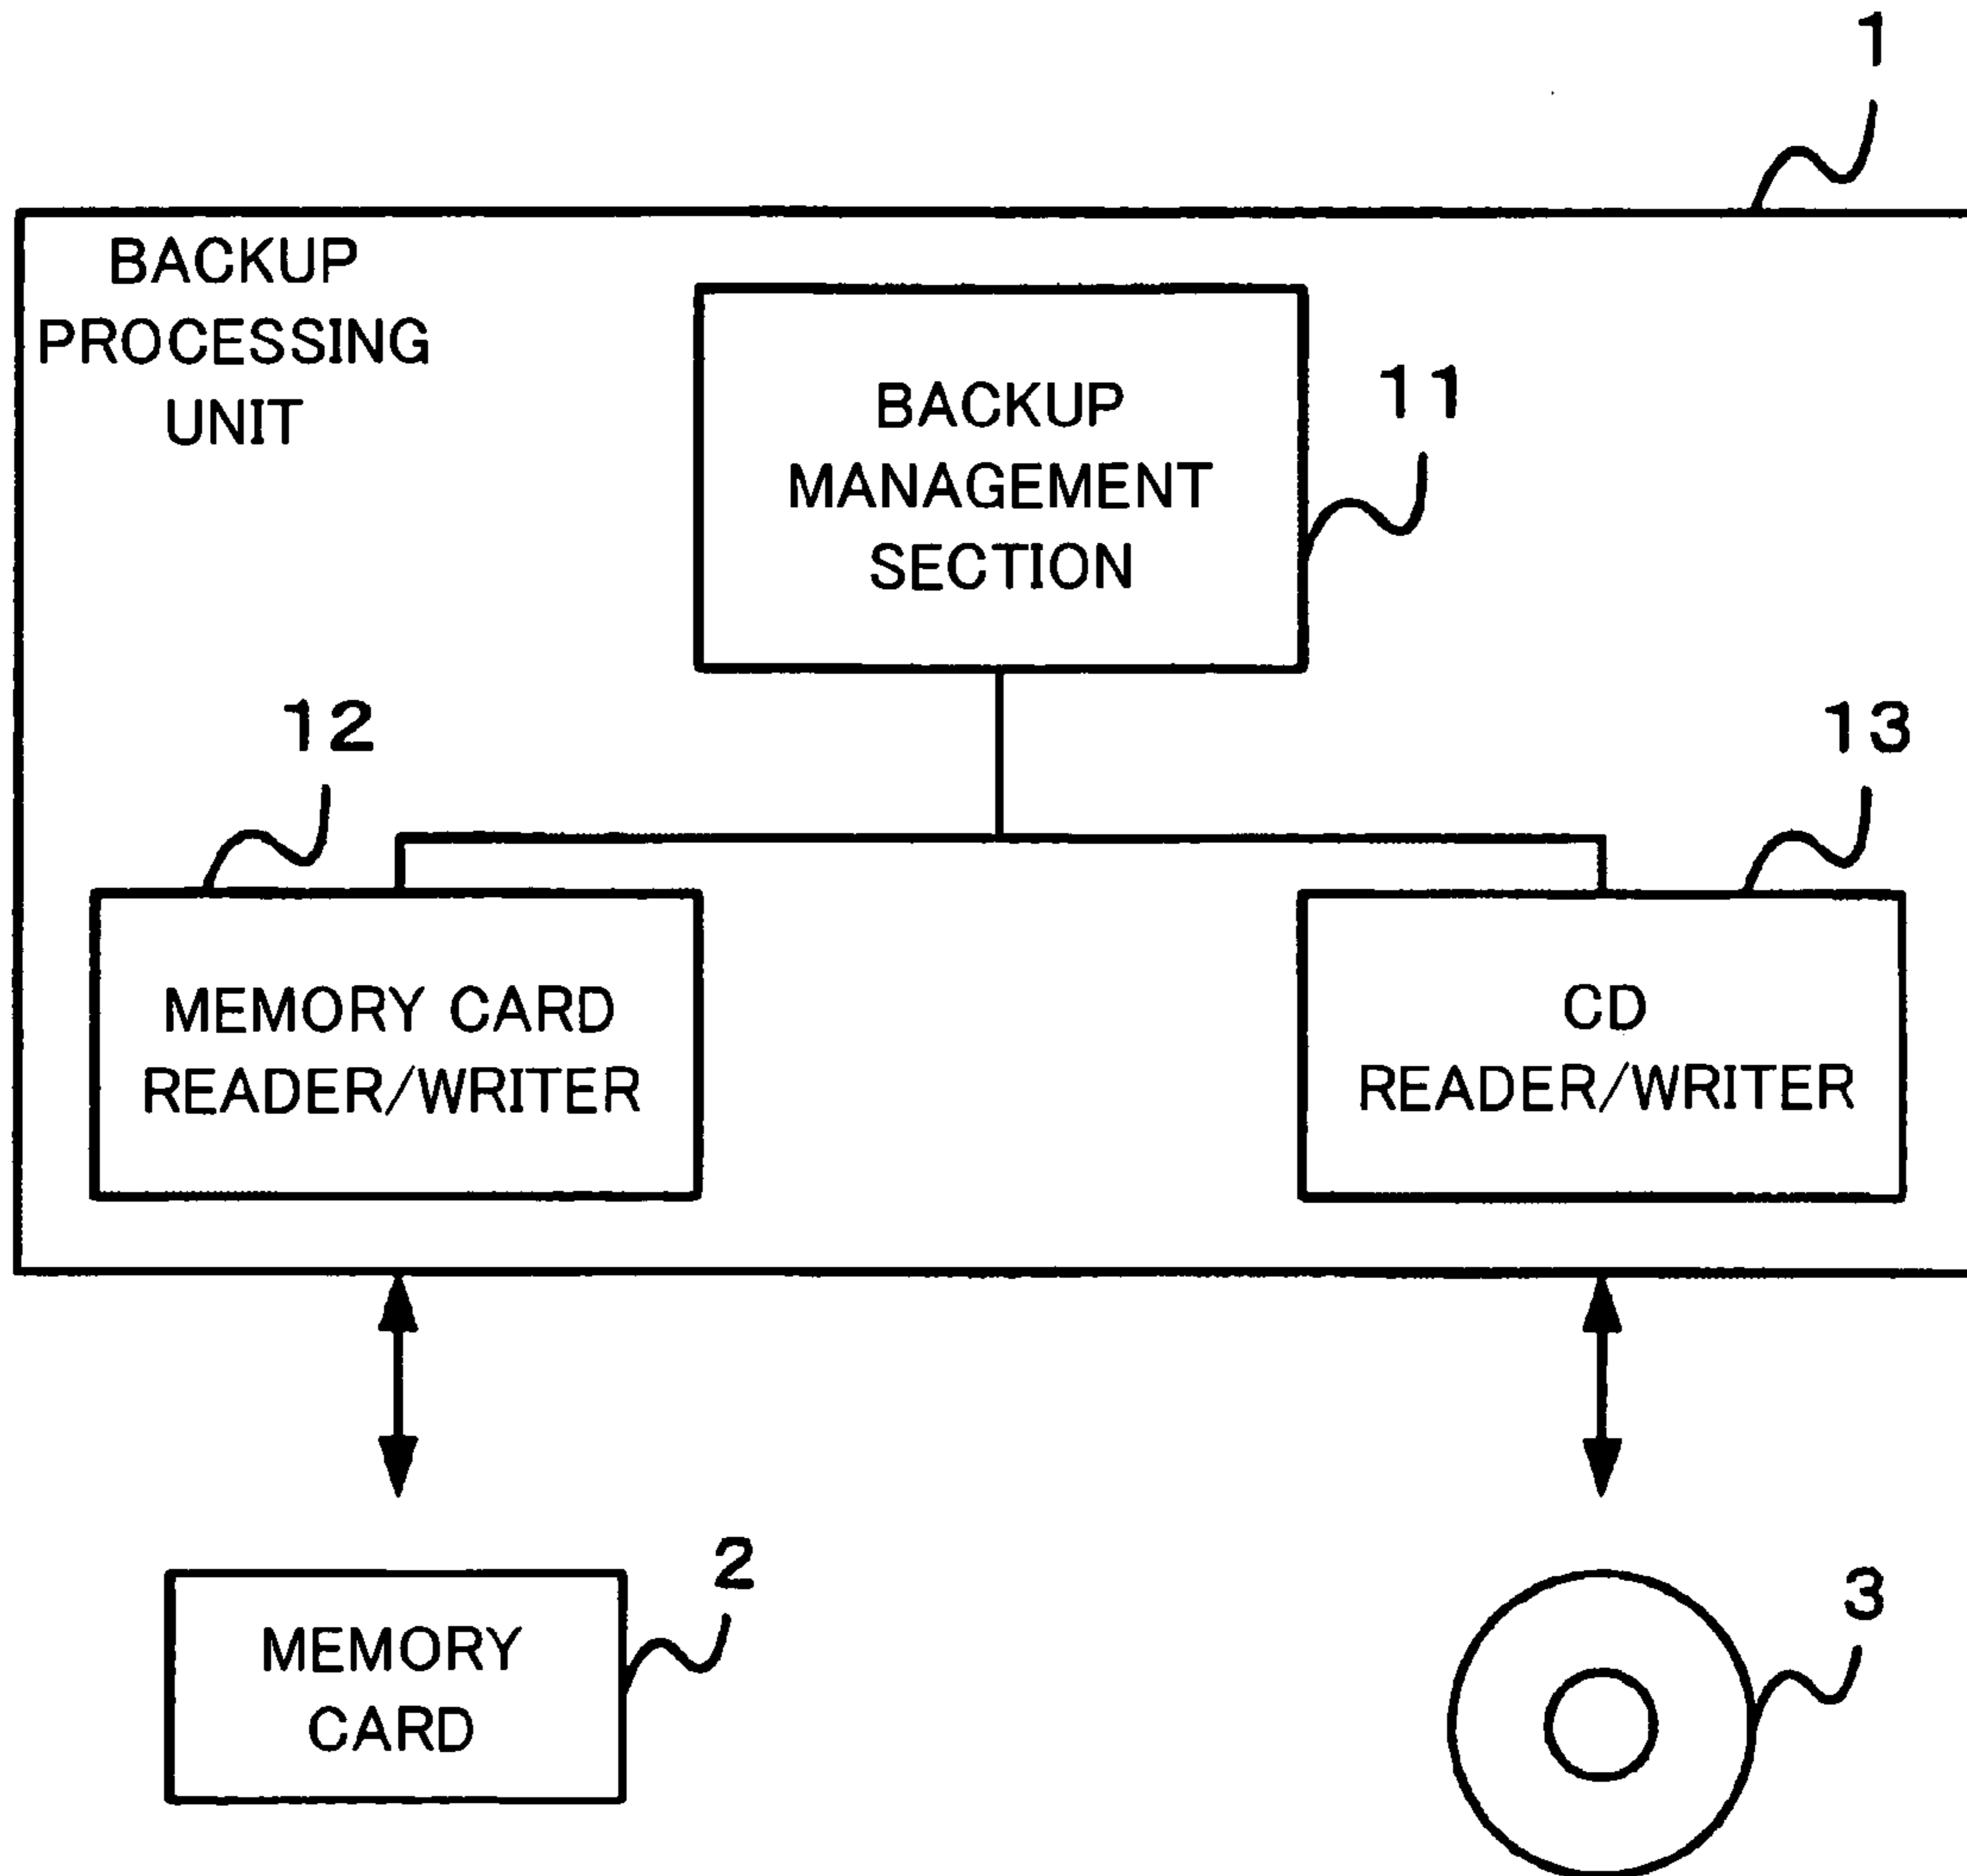 1
BACKUP
PROCESSING
UNIT
BACKUP
MANAGEMENT
SECTION
11
12
13
MEMORY CARD
READER/WRITER
CD
READER/WRITER
2
MEMORY
CARD
3